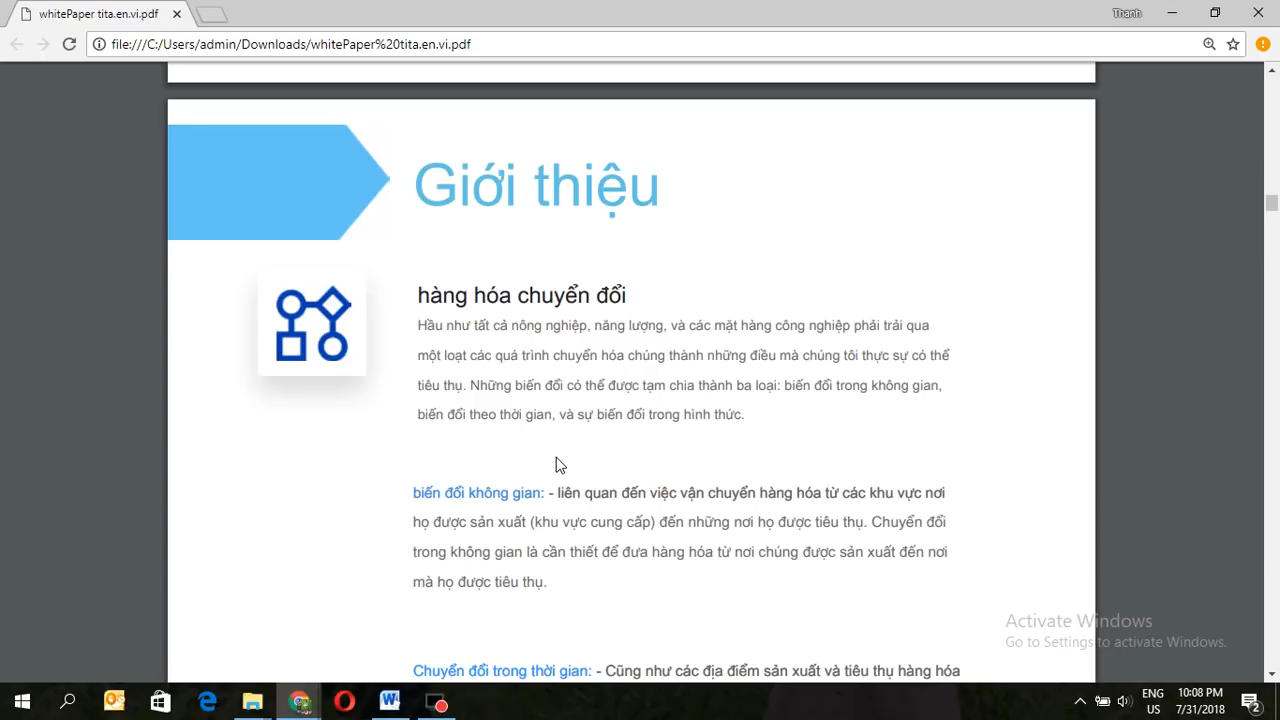 whitePaper tita.en.vi.pdf
Thanh
file:///C:/Users/admin/Downloads/whitePaper%20tita.en.vi.pdf
Giới thiệu
hàng hóa chuyển đổi
Hầu như tất cả nông nghiệp, năng lượng, và các mặt hàng công nghiệp phải trải qua
một loạt các quá trình chuyển hóa chúng thành những điều mà chúng tôi thực sự có thể
tiêu thụ. Những biến đổi có thể được tạm chia thành ba loại: biến đổi trong không gian,
biến đổi theo thời gian, và sự biến đổi trong hình thức.
biến đổi không gian: - liên quan đến việc vận chuyển hàng hóa từ các khu vực nơi
họ được sản xuất (khu vực cung cấp) đến những nơi họ được tiêu thụ. Chuyển đổi
trong không gian là cần thiết để đưa hàng hóa từ nơi chúng được sản xuất đến nơi
mà họ được tiêu thụ.
Activate Windows
Go to Settings to activate Windows.
Chuyển đổi trong thời gian: - Cũng như các địa điểm sản xuất và tiêu thụ hàng hóa
ENG
US
10:08 PM
7/31/2018
2